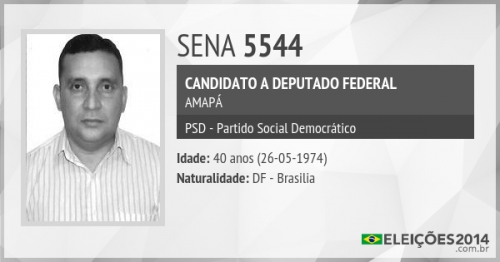 SENA 5544
CANDIDATO A DEPUTADO FEDERAL
AMAPÁ
PSD - Partido Social Democrático
Idade: 40 anos (26-05-1974)
Naturalidade: DF - Brasilia
ELEIÇÕES2014
.com.br